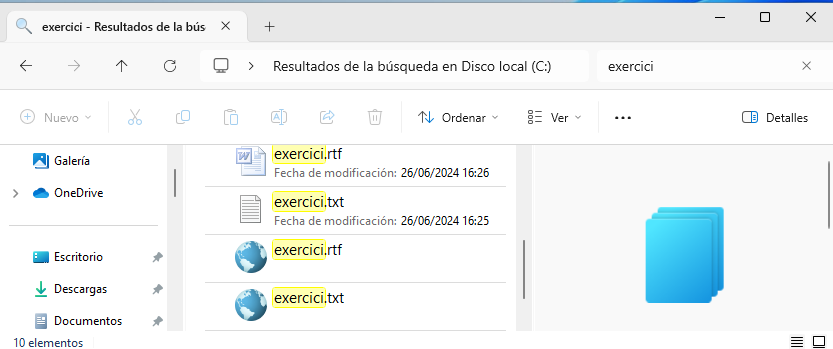 exercici - Resultados de la bús
Resultados de la búsqueda en Disco local (C:)
exercici
Nuevo
Ordenar
Ver
Detalles
Galería
OneDrive
Escritorio
Descargas
Documentos
exercici.rtf
Fecha de modificación: 26/06/2024 16:26
exercici.txt
Fecha de modificación: 26/06/2024 16:25
exercici.rtf
exercici.txt
10 elementos